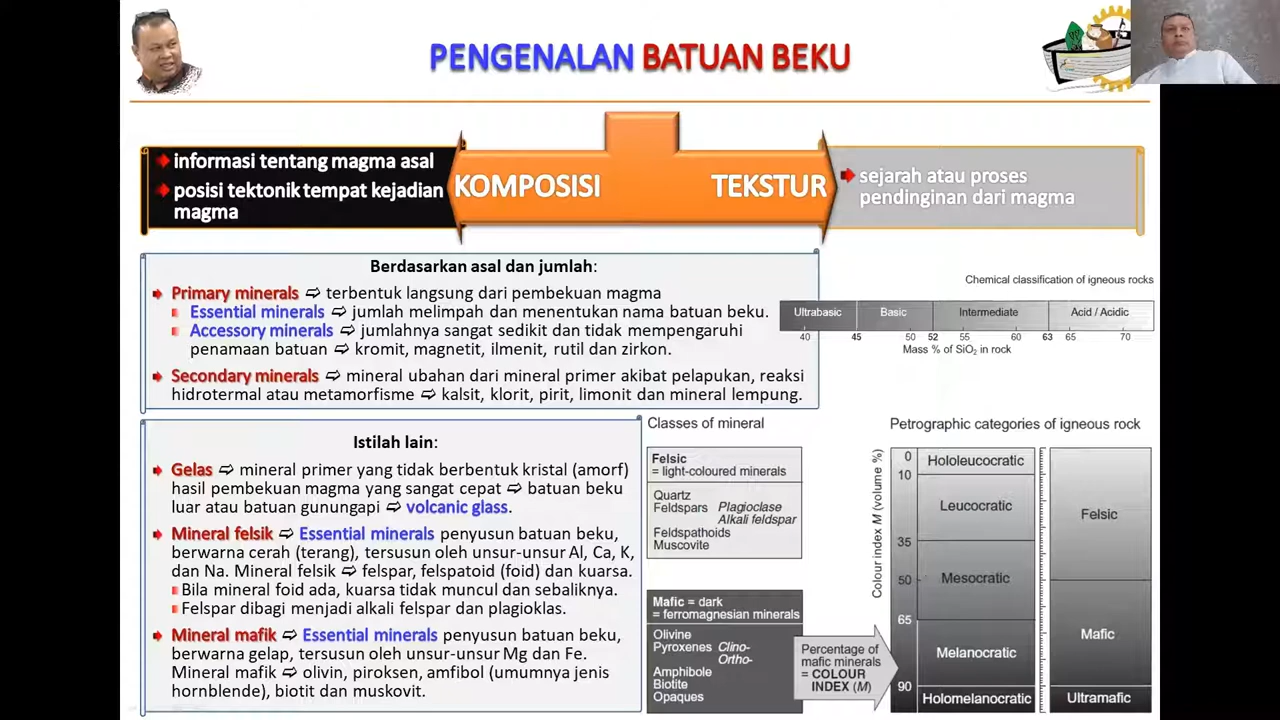 PENGENALAN BATUAN BEKU
informasi tentang magma asal
posisi tektonik tempat kejadian
magma
KOMPOSISI
TEKSTUR
sejarah atau proses
pendinginan dari magma
Berdasarkan asal dan jumlah:
Primary minerals ⇨ terbentuk langsung dari pembekuan magma
Essential minerals ⇨ jumlah melimpah dan menentukan nama batuan beku.
Accessory minerals ⇨ jumlahnya sangat sedikit dan tidak mempengaruhi
penamaan batuan ⇨ kromit, magnetit, ilmenit, rutil dan zirkon.
Secondary minerals ⇨ mineral ubahan dari mineral primer akibat pelapukan, reaksi
hidrotermal atau metamorfisme ⇨ kalsit, klorit, pirit, limonit dan mineral lempung.
Chemical classification of igneous rocks
Ultrabasic Basic Intermediate Acid / Acidic
40 45 50 52 55 60 63 65 70
Mass % of SiO₂ in rock
Istilah lain:
Gelas ⇨ mineral primer yang tidak berbentuk kristal (amorf)
hasil pembekuan magma yang sangat cepat ⇨ batuan beku
luar atau batuan gunungapi ⇨ volcanic glass.
Mineral felsik ⇨ Essential minerals penyusun batuan beku,
berwarna cerah (terang), tersusun oleh unsur-unsur Al, Ca, K,
dan Na. Mineral felsik ⇨ felspar, felspatoid (foid) dan kuarsa.
Bila mineral foid ada, kuarsa tidak muncul dan sebaliknya.
Felspar dibagi menjadi alkali felspar dan plagioklas.
Mineral mafik ⇨ Essential minerals penyusun batuan beku,
berwarna gelap, tersusun oleh unsur-unsur Mg dan Fe.
Mineral mafik ⇨ olivin, piroksen, amfibol (umumnya jenis
hornblende), biotit dan muskovit.
Classes of mineral
Felsic
= light-coloured minerals
Quartz
Feldspars Plagioclase
Alkali feldspar
Feldspathoids
Muscovite
Mafic = dark
= ferromagnesian minerals
Olivine
Pyroxenes Clino-
Ortho-
Amphibole
Biotite
Opaques
Percentage of
mafic minerals
= COLOUR
INDEX (M)
Petrographic categories of igneous rock
Colour index M (volume %)
0
10
35
50
65
90
Hololeucocratic
Leucocratic
Mesocratic
Melanocratic
Holomelanocratic
Felsic
Mafic
Ultramafic